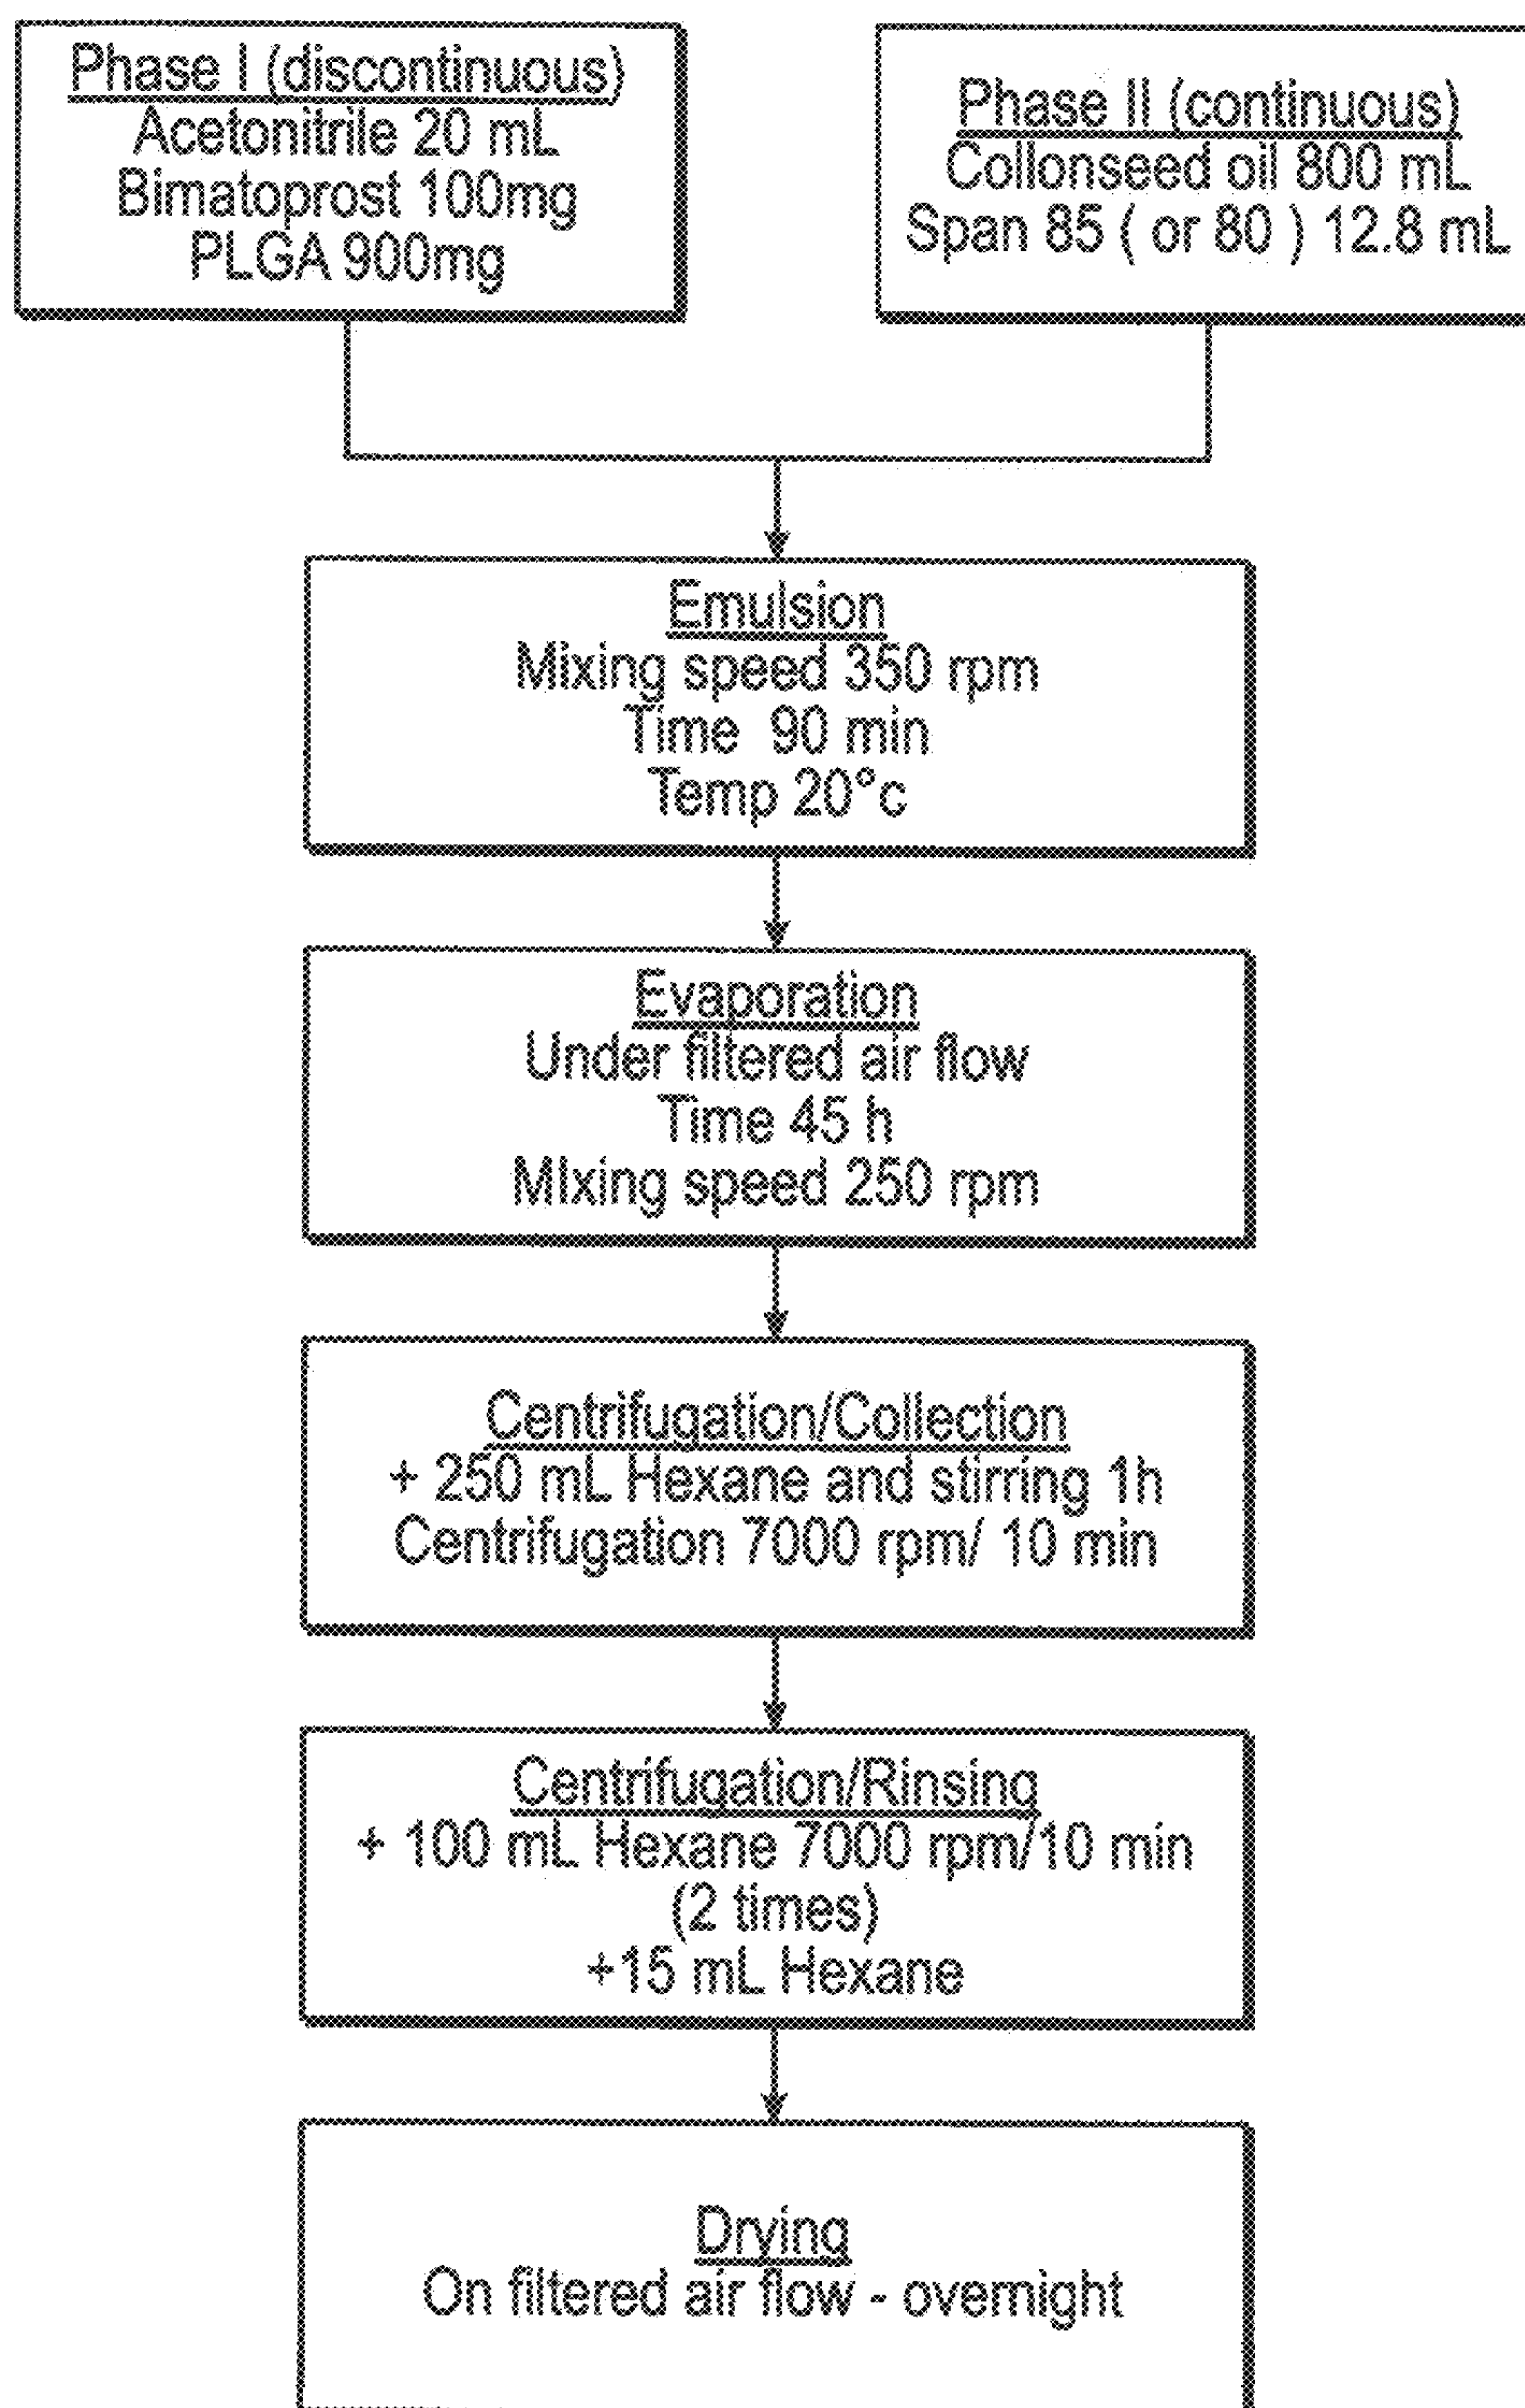 Phase I (discontinuous)
Acetonitrile 20 mL
Bimatoprost 100mg
PLGA 900mg
Phase II (continuous)
Collonseed oil 800 mL
Span 85 ( or 80 ) 12.8 mL
Emulsion
Mixing speed 350 rpm
Time 90 min
Temp 20°c
Evaporation
Under filtered air flow
Time 45 h
MIxing speed 250 rpm
Centrifugation/Collection
+ 250 mL Hexane and stirring 1h
Centrifugation 7000 rpm/ 10 min
Centrifugation/Rinsing
+ 100 mL Hexane 7000 rpm/10 min
(2 times)
+15 mL Hexane
Drying
On filtered air flow - overnight